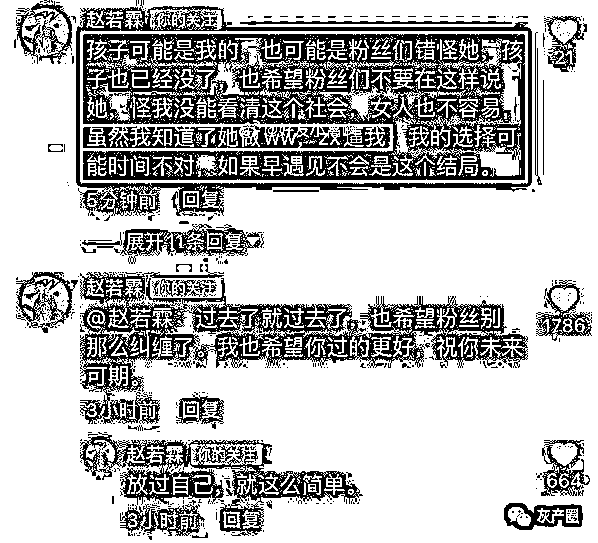 赵若霖 你的关注
孩子可能是我的，也可能是粉丝们错怪她、孩
子也已经没了，也希望粉丝们不要在这样说
她，怪我没能看清这个社会，女人也不容易，
虽然我知道了她做WW~ZX逼我，我的选择可
能时间不对，如果早遇见不会是这个结局。
21
5分钟前 回复
展开11条回复
赵若霖 你的关注
@赵若霖 过去了就过去了。也希望粉丝别
那么纠缠了。我也希望你过的更好，祝你未来
可期。
1786
3小时前 回复
赵若霖 你的关注
放过自己，就这么简单。
664
3小时前 回复
灰产圈